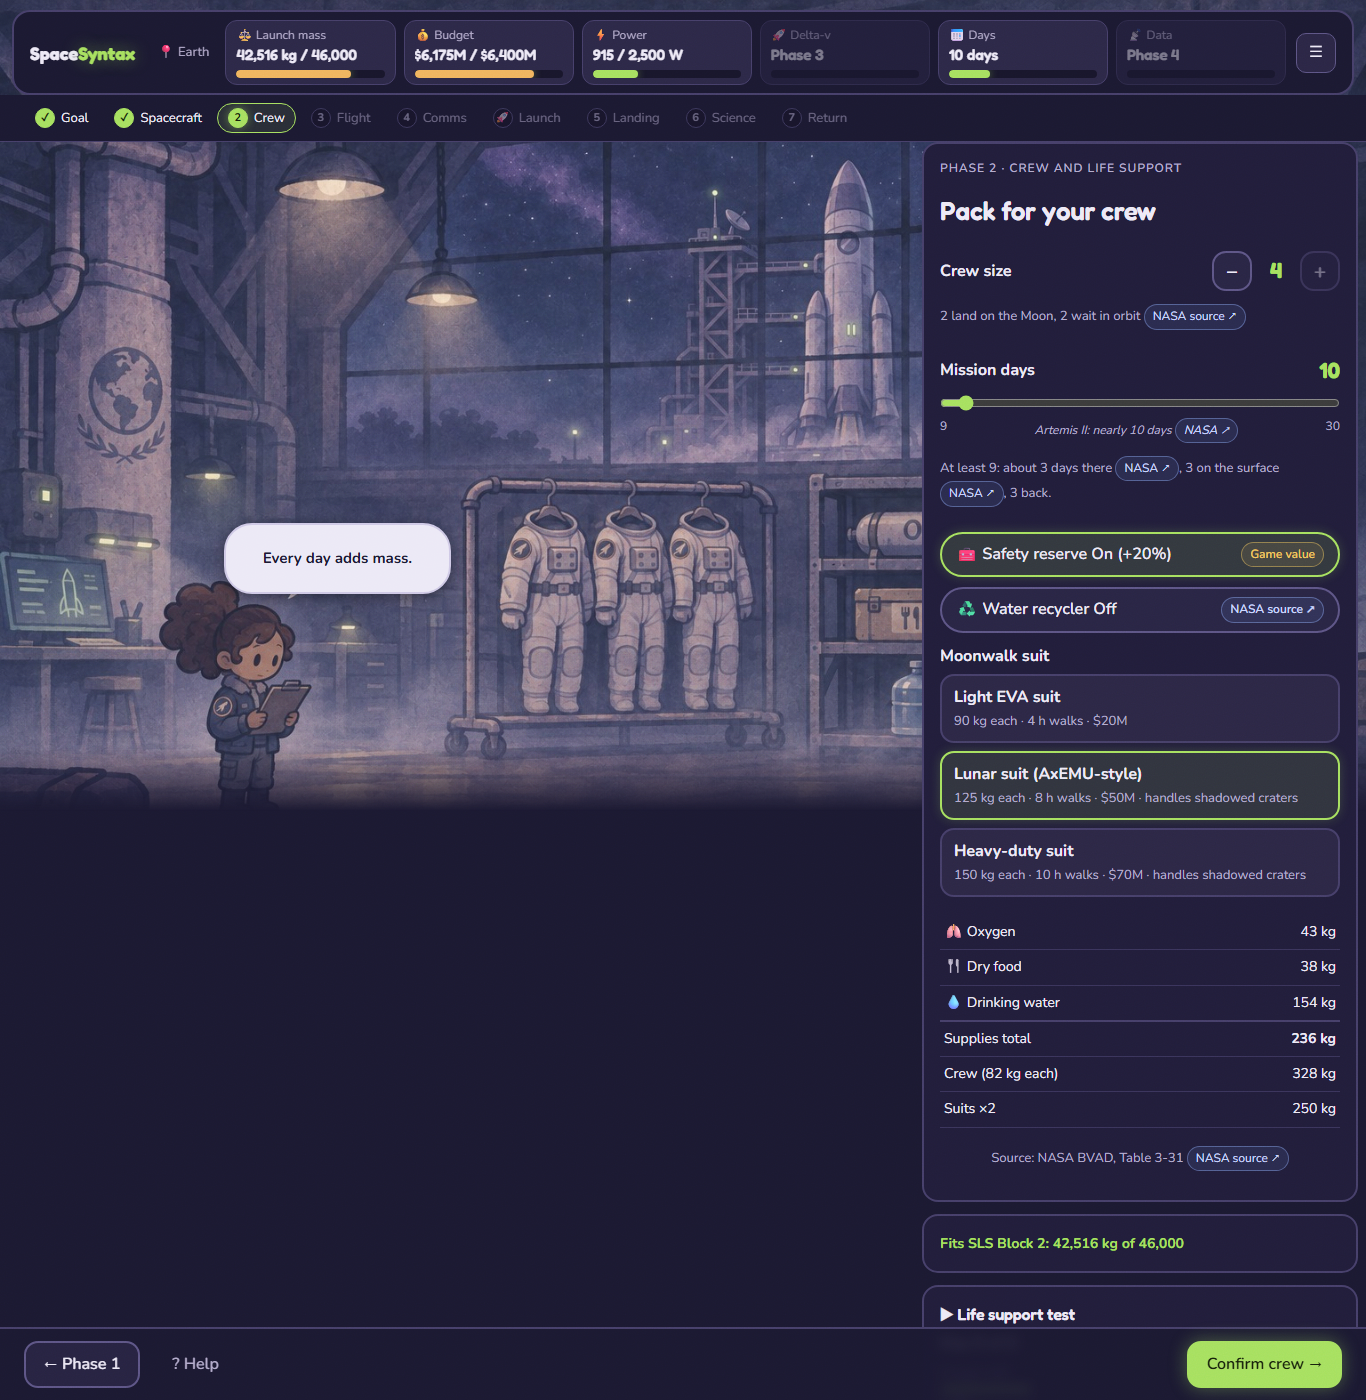 SpaceSyntax
📍 Earth
⚖️ Launch mass
42,516 kg / 46,000
💰 Budget
$6,175M / $6,400M
⚡ Power
915 / 2,500 W
🚀 Delta-v
Phase 3
📅 Days
10 days
📡 Data
Phase 4
☰
✓ Goal
✓ Spacecraft
2 Crew
3 Flight
4 Comms
🚀 Launch
5 Landing
6 Science
7 Return
Every day adds mass.
PHASE 2 · CREW AND LIFE SUPPORT
Pack for your crew
Crew size − 4 +
2 land on the Moon, 2 wait in orbit NASA source ↗
Mission days 10
9 Artemis II: nearly 10 days NASA ↗ 30
At least 9: about 3 days there NASA ↗, 3 on the surface
NASA ↗, 3 back.
🧰 Safety reserve On (+20%) Game value
♻️ Water recycler Off NASA source ↗
Moonwalk suit
Light EVA suit
90 kg each · 4 h walks · $20M
Lunar suit (AxEMU-style)
125 kg each · 8 h walks · $50M · handles shadowed craters
Heavy-duty suit
150 kg each · 10 h walks · $70M · handles shadowed craters
🫁 Oxygen 43 kg
🍴 Dry food 38 kg
💧 Drinking water 154 kg
Supplies total 236 kg
Crew (82 kg each) 328 kg
Suits ×2 250 kg
Source: NASA BVAD, Table 3-31 NASA source ↗
Fits SLS Block 2: 42,516 kg of 46,000
▶ Life support test
← Phase 1
? Help
Confirm crew →